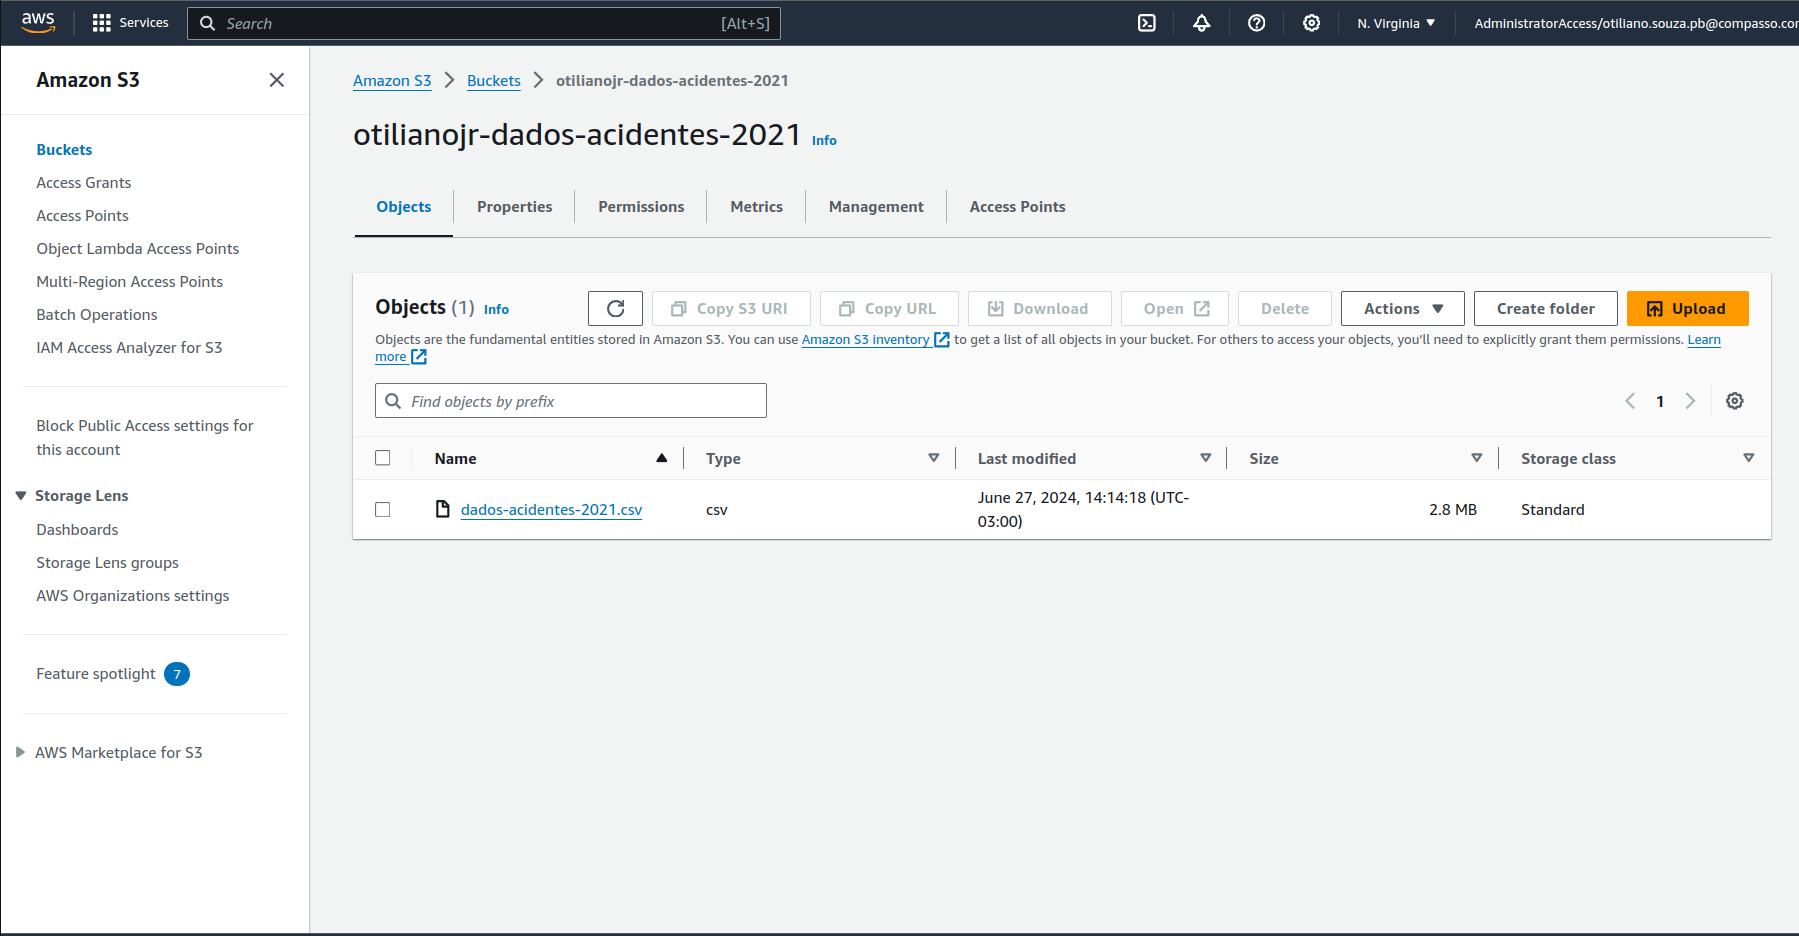 aws
Services
Search [Alt+S]
N. Virginia
AdministratorAccess/otiliano.souza.pb@compasso.com
Amazon S3
Buckets
Access Grants
Access Points
Object Lambda Access Points
Multi-Region Access Points
Batch Operations
IAM Access Analyzer for S3
Block Public Access settings for
this account
Storage Lens
Dashboards
Storage Lens groups
AWS Organizations settings
Feature spotlight 7
AWS Marketplace for S3
Amazon S3 > Buckets > otilianojr-dados-acidentes-2021
otilianojr-dados-acidentes-2021 Info
Objects Properties Permissions Metrics Management Access Points
Objects (1) Info
Copy S3 URI Copy URL Download Open Delete Actions Create folder Upload
Objects are the fundamental entities stored in Amazon S3. You can use Amazon S3 inventory to get a list of all objects in your bucket. For others to access your objects, you'll need to explicitly grant them permissions. Learn
more
Find objects by prefix
1
Name Type Last modified Size Storage class
dados-acidentes-2021.csv csv June 27, 2024, 14:14:18 (UTC-
03:00) 2.8 MB Standard